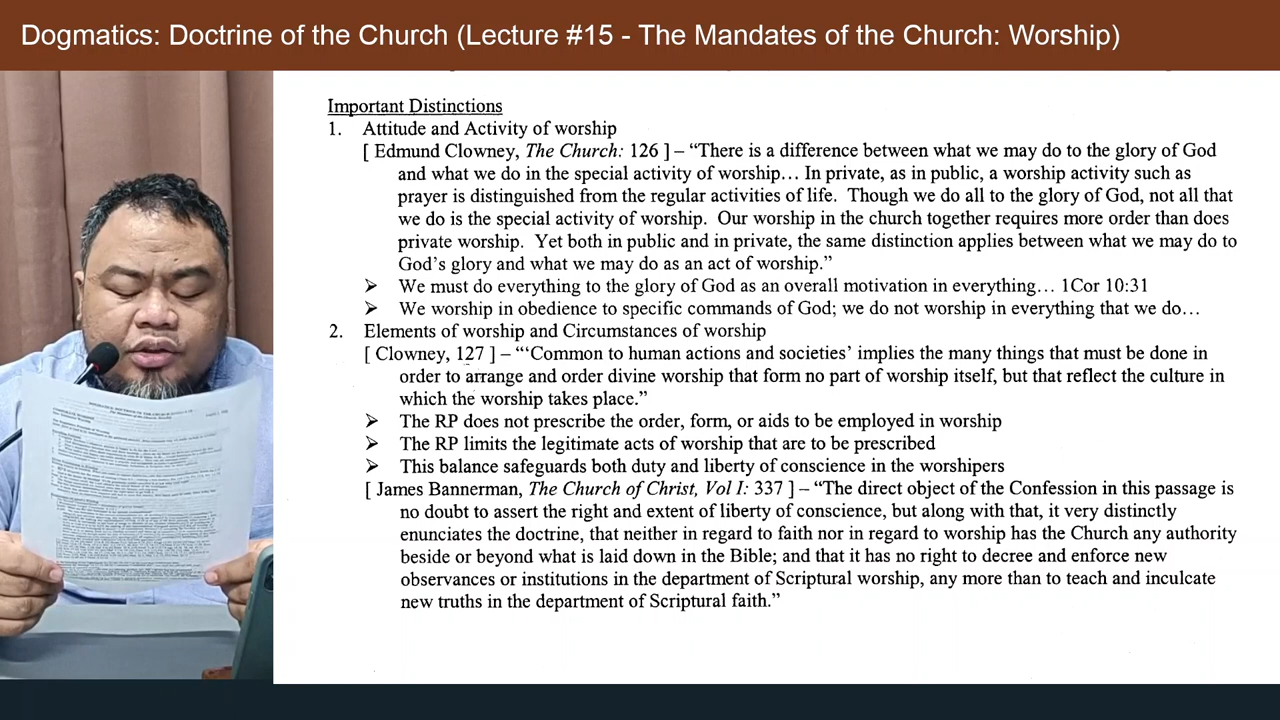 Dogmatics: Doctrine of the Church (Lecture #15 - The Mandates of the Church: Worship)
Important Distinctions
1. Attitude and Activity of worship
[ Edmund Clowney, The Church: 126 ] – “There is a difference between what we may do to the glory of God
and what we do in the special activity of worship… In private, as in public, a worship activity such as
prayer is distinguished from the regular activities of life. Though we do all to the glory of God, not all that
we do is the special activity of worship. Our worship in the church together requires more order than does
private worship. Yet both in public and in private, the same distinction applies between what we may do to
God’s glory and what we may do as an act of worship.”
➤ We must do everything to the glory of God as an overall motivation in everything… 1Cor 10:31
➤ We worship in obedience to specific commands of God; we do not worship in everything that we do…
2. Elements of worship and Circumstances of worship
[ Clowney, 127 ] – “‘Common to human actions and societies’ implies the many things that must be done in
order to arrange and order divine worship that form no part of worship itself, but that reflect the culture in
which the worship takes place.”
➤ The RP does not prescribe the order, form, or aids to be employed in worship
➤ The RP limits the legitimate acts of worship that are to be prescribed
➤ This balance safeguards both duty and liberty of conscience in the worshipers
[ James Bannerman, The Church of Christ, Vol I: 337 ] – “The direct object of the Confession in this passage is
no doubt to assert the right and extent of liberty of conscience, but along with that, it very distinctly
enunciates the doctrine, that neither in regard to faith nor in regard to worship has the Church any authority
beside or beyond what is laid down in the Bible; and that it has no right to decree and enforce new
observances or institutions in the department of Scriptural worship, any more than to teach and inculcate
new truths in the department of Scriptural faith.”